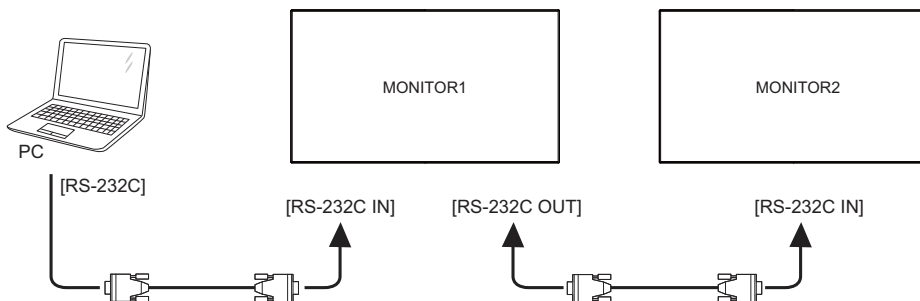 MONITOR1
MONITOR2
PC
[RS-232C]
[RS-232C IN]
[RS-232C OUT]
[RS-232C IN]